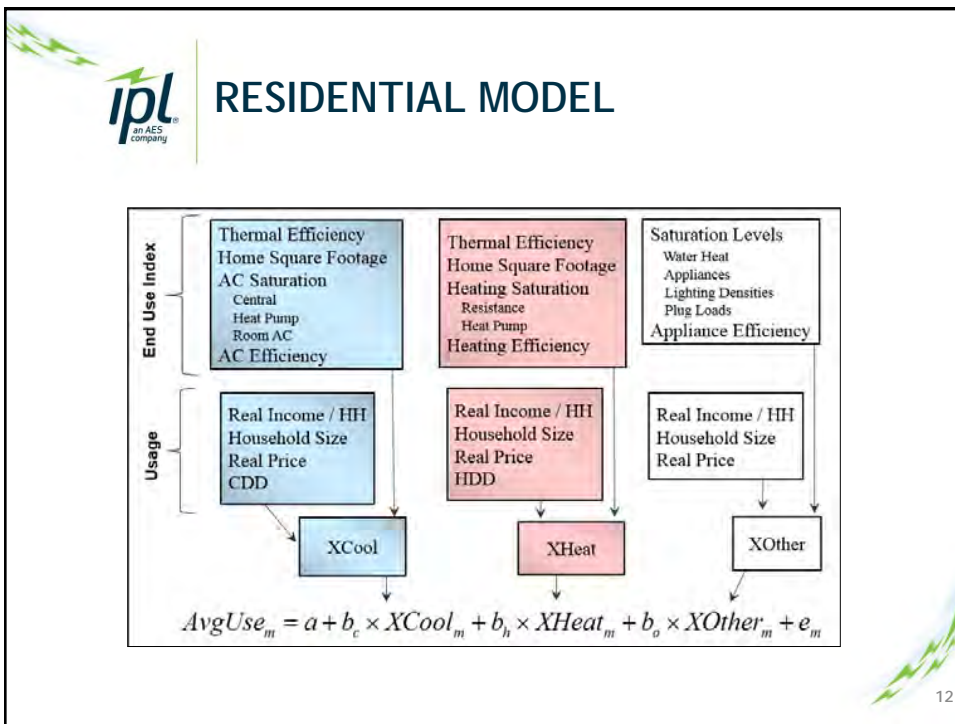 ipl®
an AES
company
RESIDENTIAL MODEL
End Use Index
Thermal Efficiency
Home Square Footage
AC Saturation
Central
Heat Pump
Room AC
AC Efficiency
Thermal Efficiency
Home Square Footage
Heating Saturation
Resistance
Heat Pump
Heating Efficiency
Saturation Levels
Water Heat
Appliances
Lighting Densities
Plug Loads
Appliance Efficiency
Usage
Real Income / HH
Household Size
Real Price
CDD
Real Income / HH
Household Size
Real Price
HDD
Real Income / HH
Household Size
Real Price
XCool
XHeat
XOther
AvgUse_m = a + b_c × XCool_m + b_h × XHeat_m + b_o × XOther_m + e_m
12